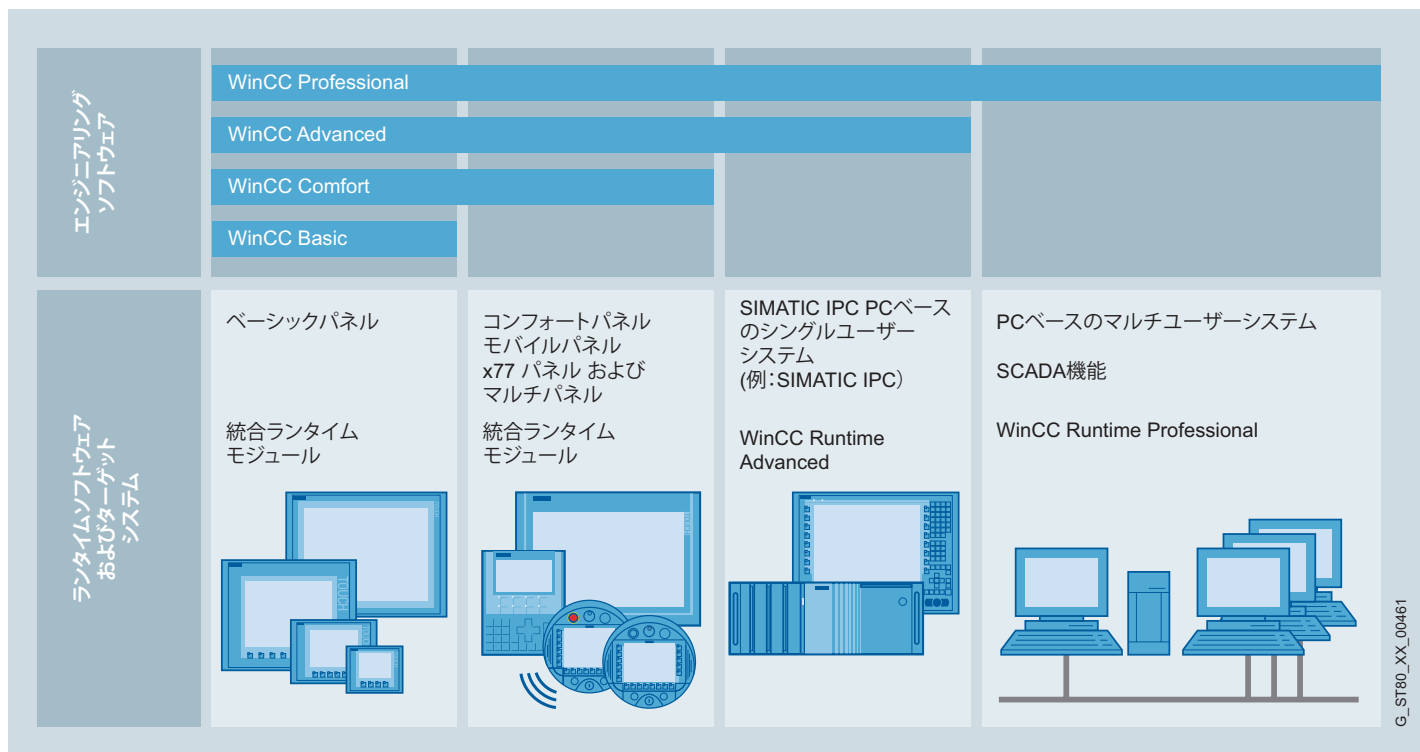 エンジニアリング
ソフトウェア
WinCC Professional
WinCC Advanced
WinCC Comfort
WinCC Basic
ランタイムソフトウェア
およびターゲット
システム
ベーシックパネル
統合ランタイム
モジュール
コンフォートパネル
モバイルパネル
x77 パネル および
マルチパネル
統合ランタイム
モジュール
SIMATIC IPC PCベース
のシングルユーザー
システム
(例:SIMATIC IPC)
WinCC Runtime
Advanced
PCベースのマルチユーザーシステム
SCADA機能
WinCC Runtime Professional
TOUCH
TOUCH
G_ST80_XX_00461